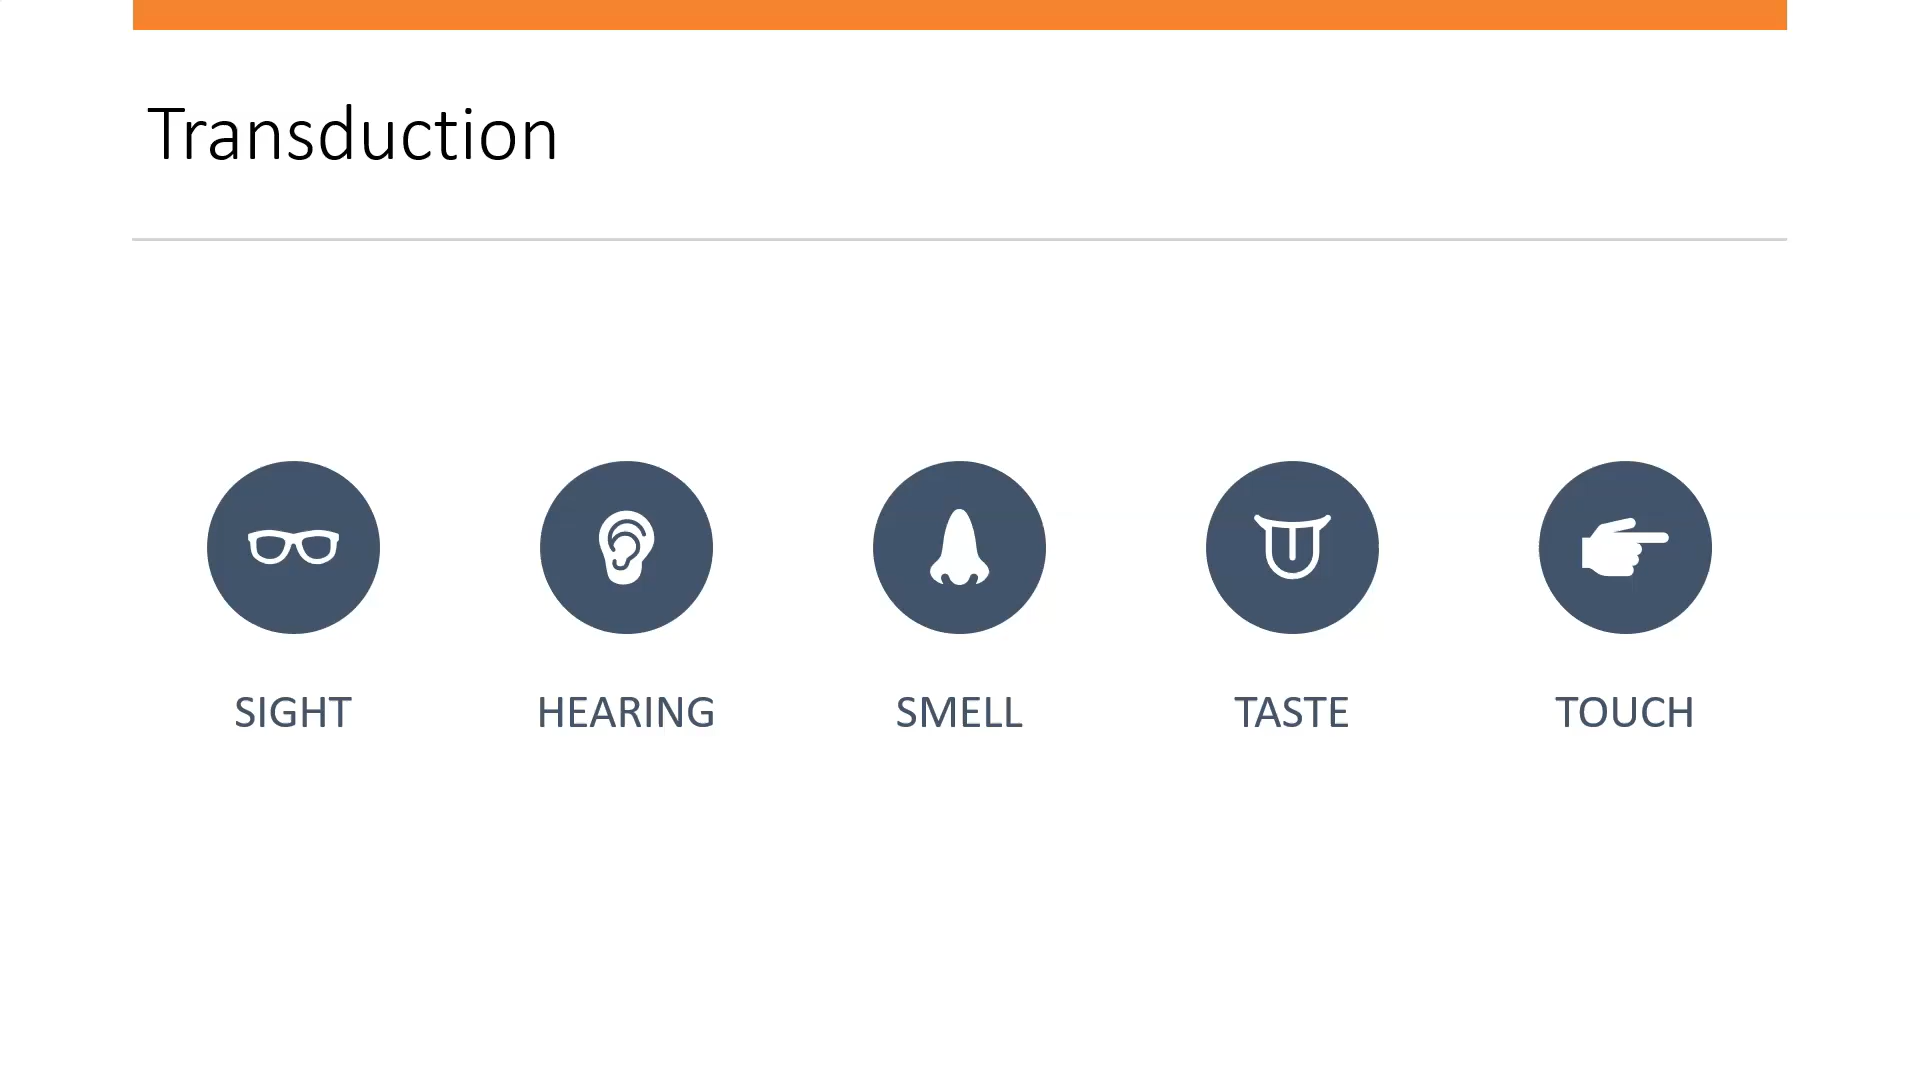 Transduction
SIGHT
HEARING
SMELL
TASTE
TOUCH